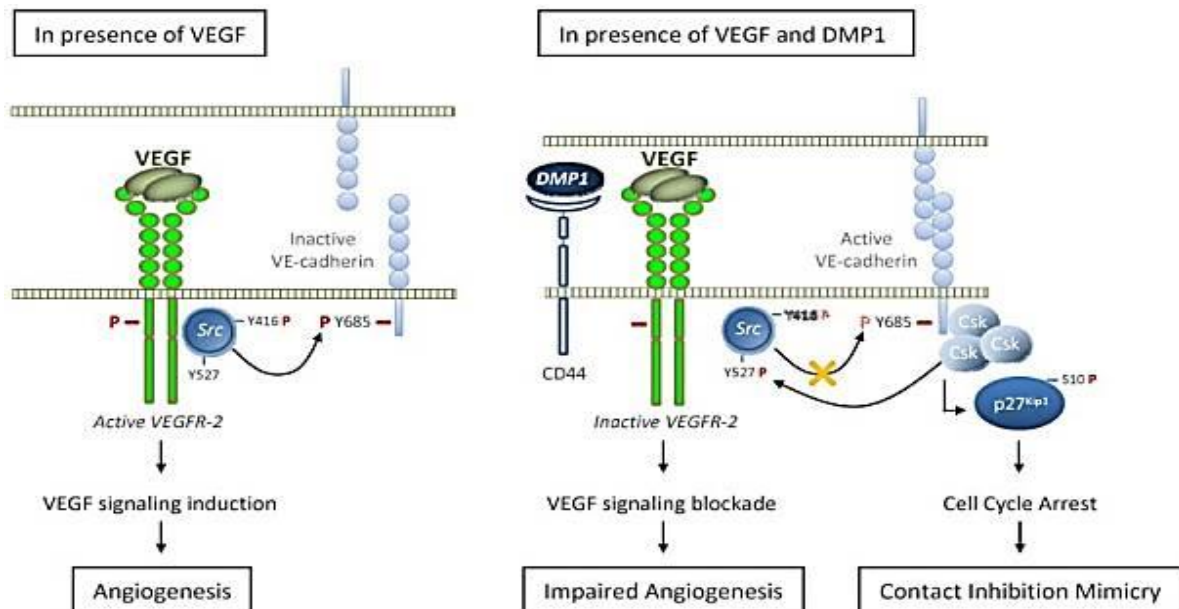 In presence of VEGF
VEGF
Inactive
VE-cadherin
P
Src
Y416 P
P Y685
Y527
Active VEGFR-2
VEGF signaling induction
Angiogenesis
In presence of VEGF and DMP1
DMP1
VEGF
Active
VE-cadherin
Src
P Y685
Y527 P
CD44
Csk
Csk
Csk
p27Kip1
S10 P
Inactive VEGFR-2
VEGF signaling blockade
Cell Cycle Arrest
Impaired Angiogenesis
Contact Inhibition Mimicry